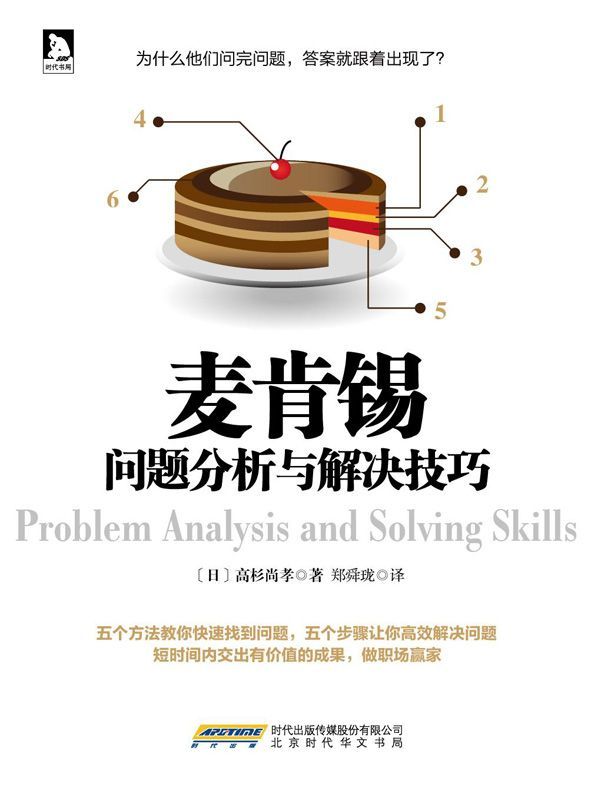 为什么他们问完问题，答案就跟着出现了？
时代书局
4
1
6
2
3
5
麦肯锡
问题分析与解决技巧
Problem Analysis and Solving Skills
〔日〕高杉尚孝◎著 郑舜珑◎译
五个方法教你快速找到问题，五个步骤让你高效解决问题
短时间内交出有价值的成果，做职场赢家
ARCTIME
时代出版
时代出版传媒股份有限公司
北京时代华文书局